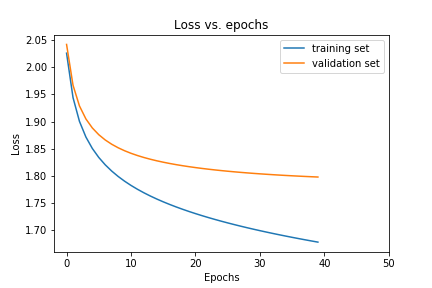 Loss vs. epochs
training set
validation set
2.05
2.00
1.95
1.90
1.85
1.80
1.75
1.70
Loss
0 10 20 30 40 50
Epochs